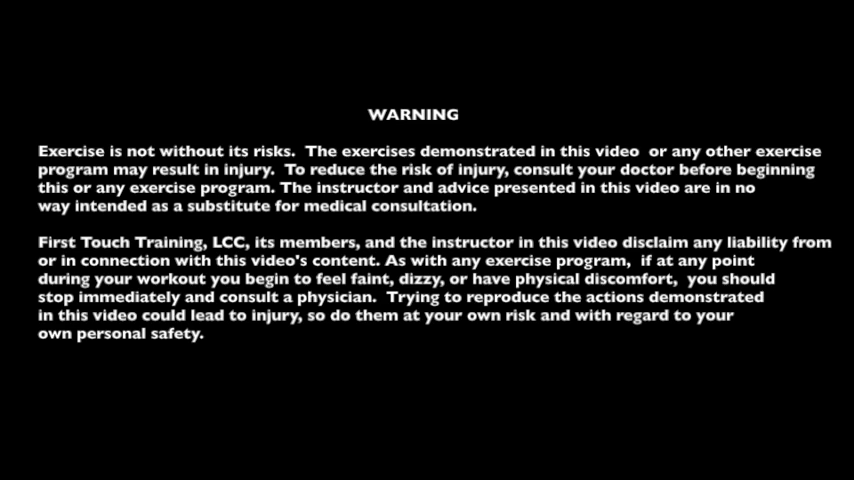 WARNING
Exercise is not without its risks.  The exercises demonstrated in this video  or any other exercise
program may result in injury.  To reduce the risk of injury, consult your doctor before beginning
this or any exercise program. The instructor and advice presented in this video are in no
way intended as a substitute for medical consultation.
First Touch Training, LCC, its members, and the instructor in this video disclaim any liability from
or in connection with this video's content. As with any exercise program,  if at any point
during your workout you begin to feel faint, dizzy, or have physical discomfort,  you should
stop immediately and consult a physician.  Trying to reproduce the actions demonstrated
in this video could lead to injury, so do them at your own risk and with regard to your
own personal safety.